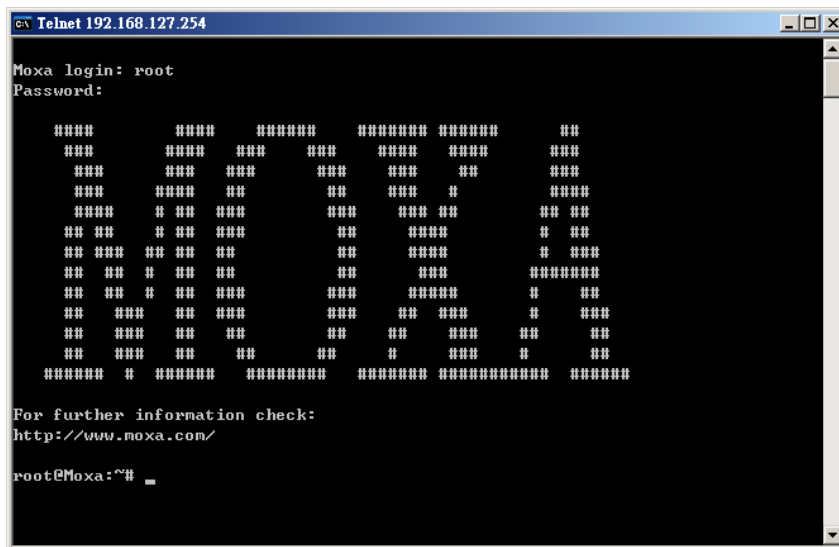 Telnet 192.168.127.254
Moxa login: root
Password:
MOXA
For further information check:
http://www.moxa.com/
root@Moxa:~# _